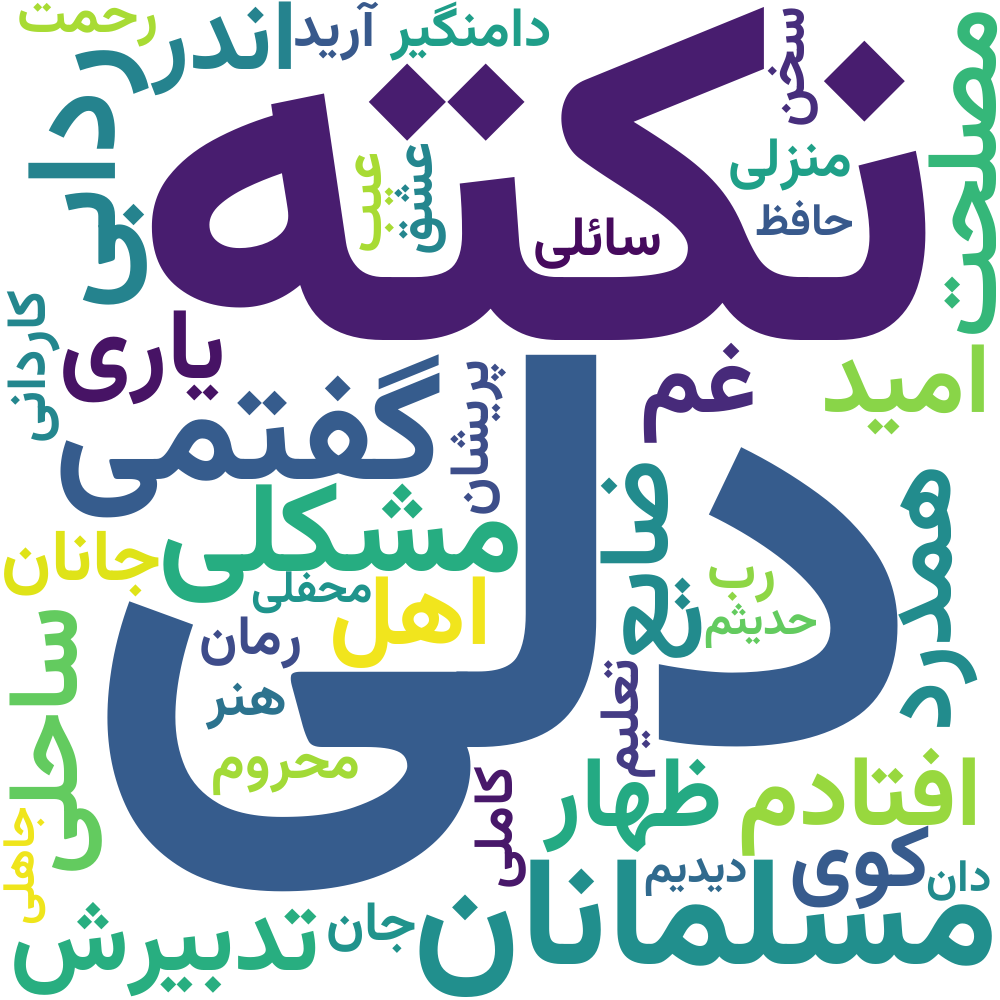 رحمت
اندر
آرید
دامنگیر
سخن
مصلحت
نکته
دابی
ر
عیب
عشق
منزلی
حافظ
سائلی
کاردانی
یاری
غم
امید
گفتمی
پریشان
دلی
مشکلی
ضایع
همدرد
جانان
محفلی
اهل
رب
حدیثم
ساحلی
رمان
هنر
تعلیم
محروم
کاملی
ظهار
افتادم
جاهلی
کوی
دیدیم
دان
مسلمانان
جان
تدبیرش